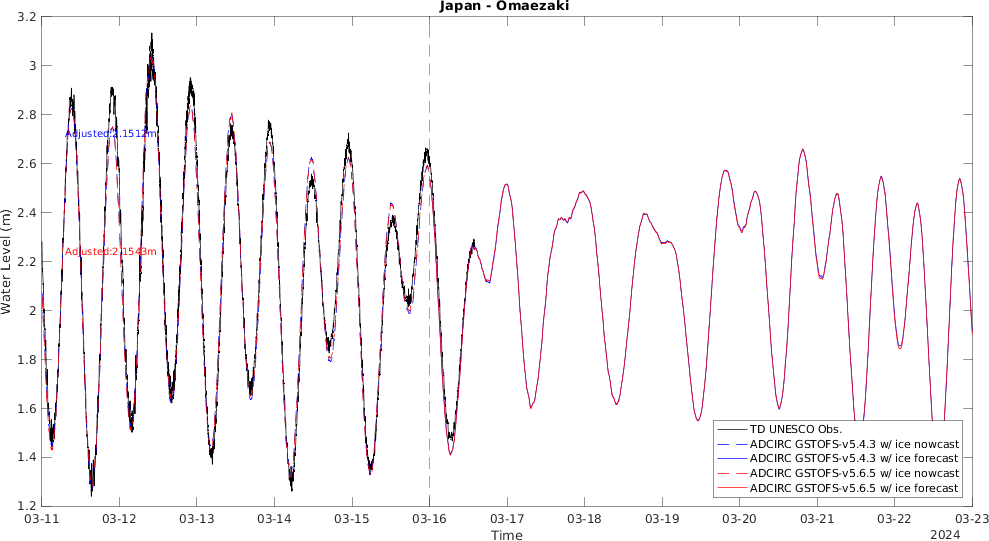 Japan - Omaezaki
3.2
3
2.8
2.6
2.4
2.2
2
1.8
1.6
1.4
1.2
Water Level (m)
Adjusted:2.1512m
Adjusted:2.1543m
TD UNESCO Obs.
ADCIRC GSTOFS-v5.4.3 w/ ice nowcast
ADCIRC GSTOFS-v5.4.3 w/ ice forecast
ADCIRC GSTOFS-v5.6.5 w/ ice nowcast
ADCIRC GSTOFS-v5.6.5 w/ ice forecast
03-11 03-12 03-13 03-14 03-15 03-16 03-17 03-18 03-19 03-20 03-21 03-22 03-23
Time
2024